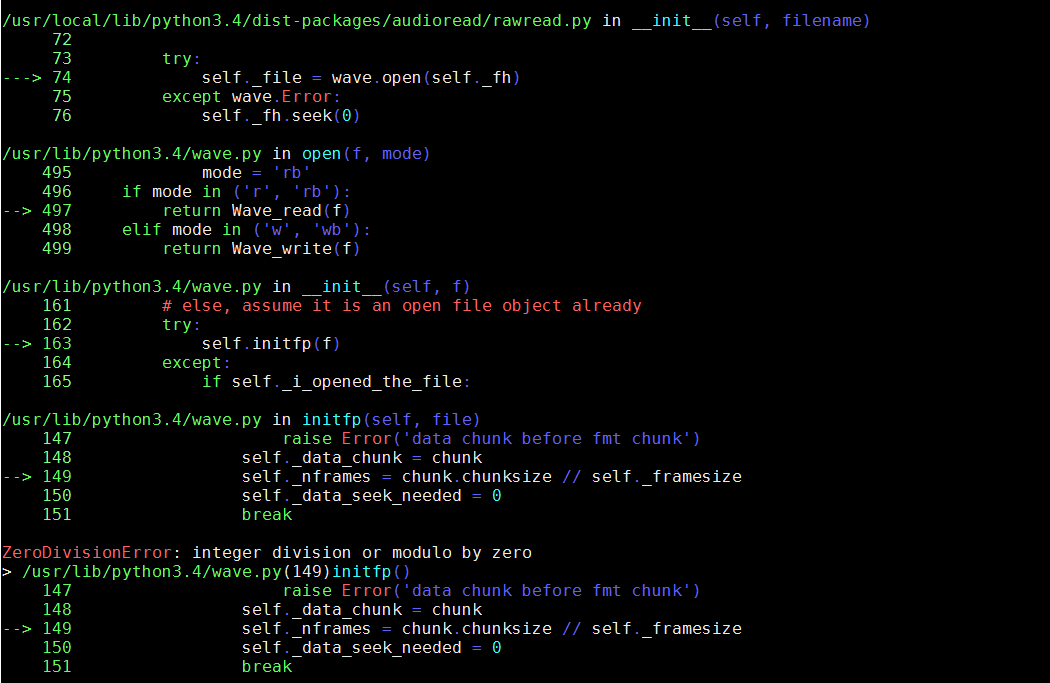 /usr/local/lib/python3.4/dist-packages/audioread/rawread.py in __init__(self, filename)
     72
     73         try:
---> 74             self._file = wave.open(self._fh)
     75         except wave.Error:
     76             self._fh.seek(0)

/usr/lib/python3.4/wave.py in open(f, mode)
    495             mode = 'rb'
    496     if mode in ('r', 'rb'):
--> 497         return Wave_read(f)
    498     elif mode in ('w', 'wb'):
    499         return Wave_write(f)

/usr/lib/python3.4/wave.py in __init__(self, f)
    161         # else, assume it is an open file object already
    162         try:
--> 163             self.initfp(f)
    164         except:
    165             if self._i_opened_the_file:

/usr/lib/python3.4/wave.py in initfp(self, file)
    147                     raise Error('data chunk before fmt chunk')
    148                 self._data_chunk = chunk
--> 149                 self._nframes = chunk.chunksize // self._framesize
    150                 self._data_seek_needed = 0
    151                 break

ZeroDivisionError: integer division or modulo by zero
> /usr/lib/python3.4/wave.py(149)initfp()
    147                     raise Error('data chunk before fmt chunk')
    148                 self._data_chunk = chunk
--> 149                 self._nframes = chunk.chunksize // self._framesize
    150                 self._data_seek_needed = 0
    151                 break